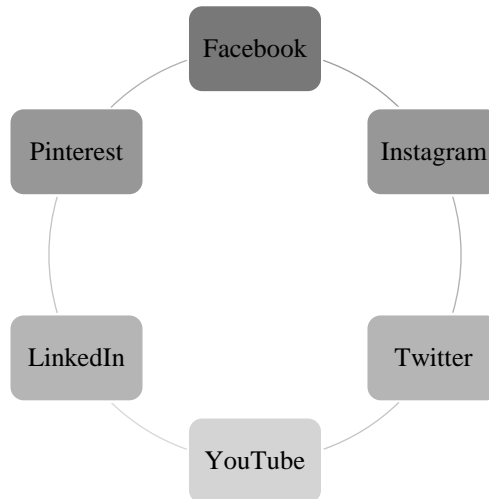 Facebook
Pinterest
Instagram
LinkedIn
Twitter
YouTube